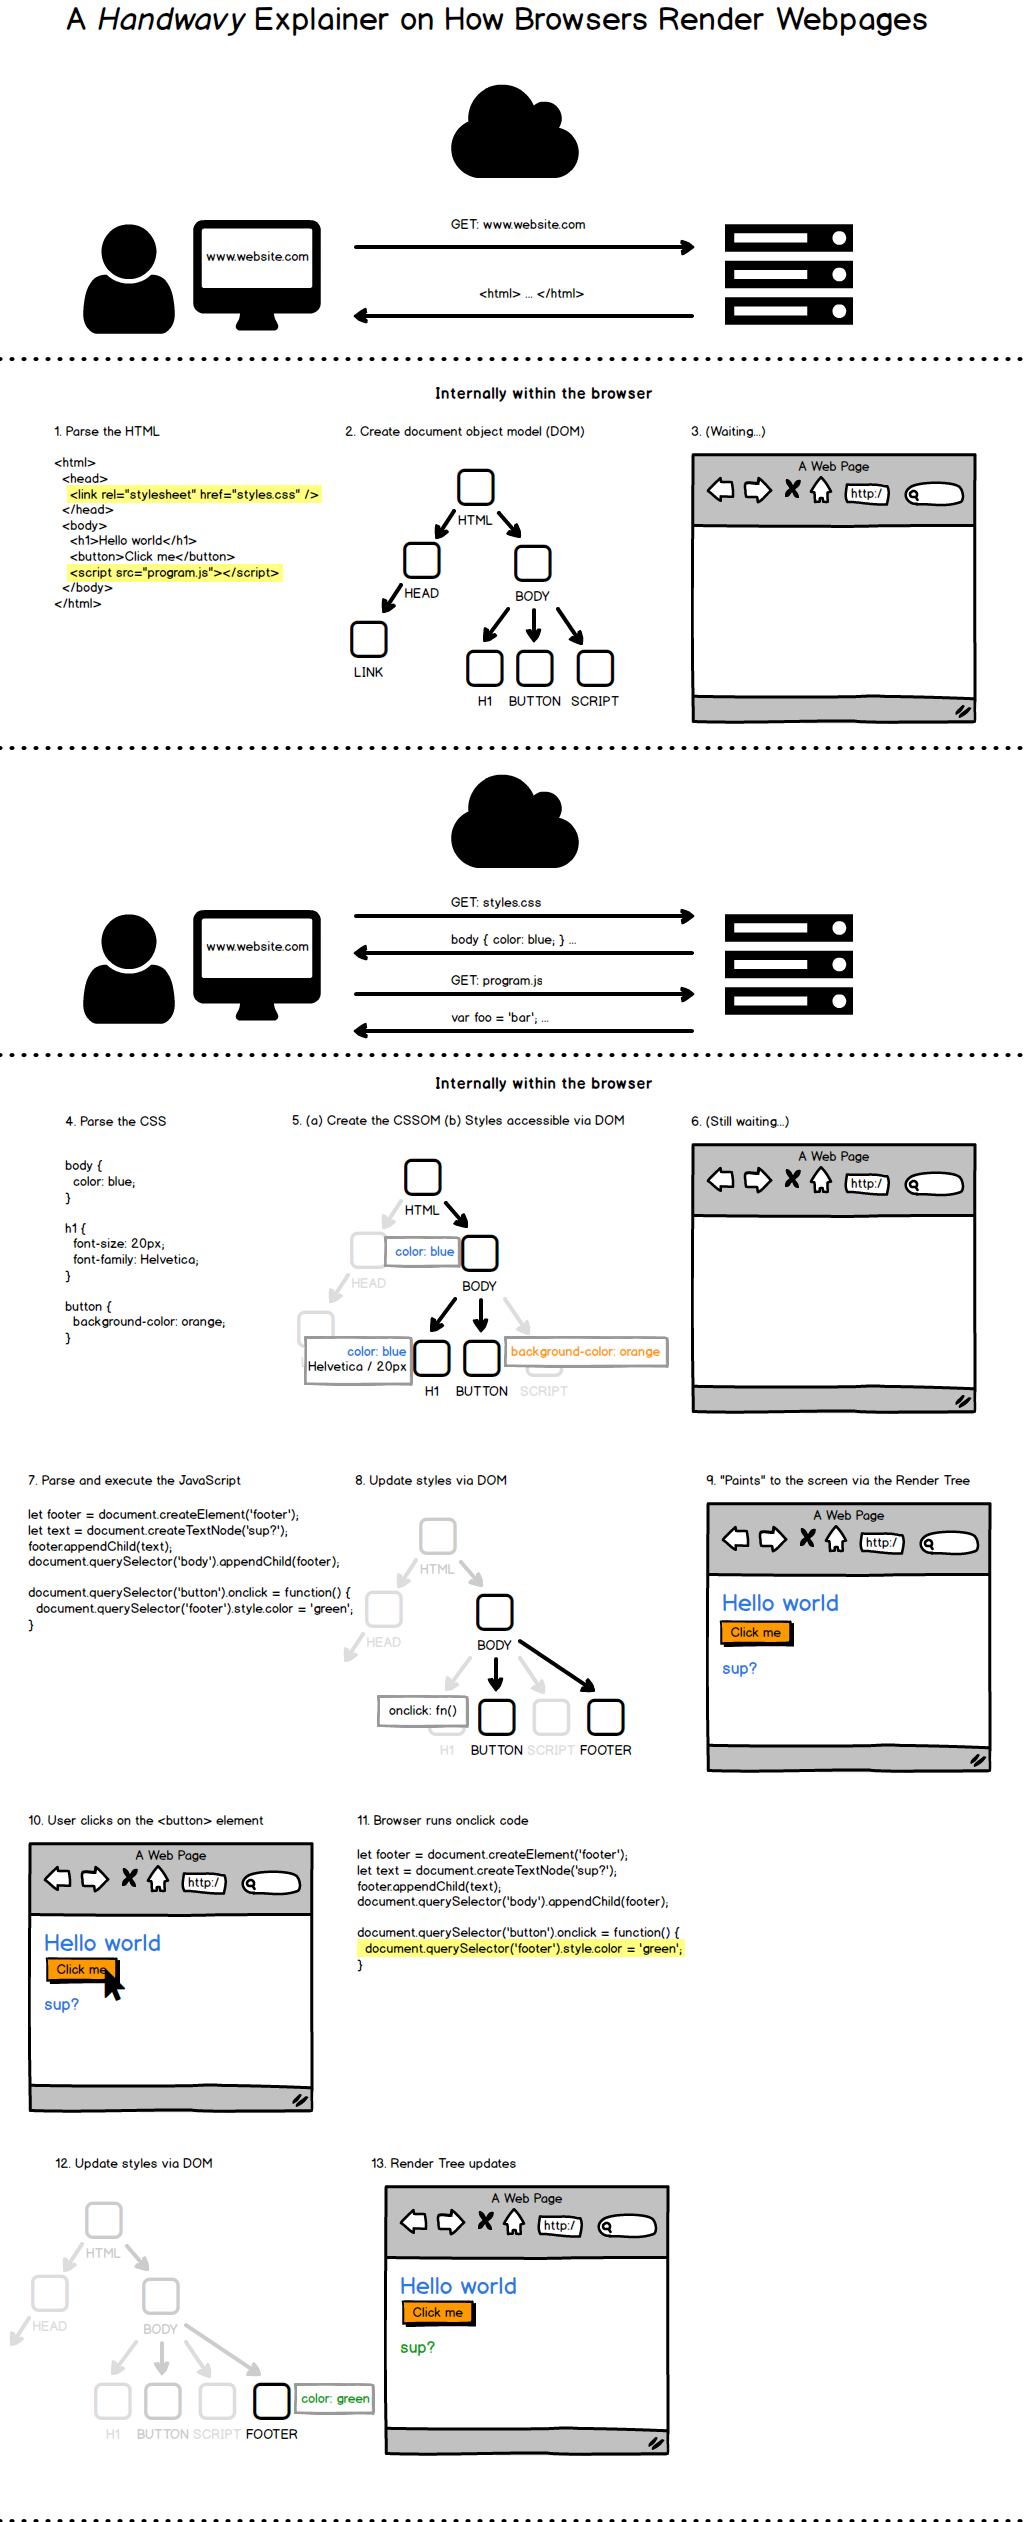 A Handwavy Explainer on How Browsers Render Webpages
GET: www.website.com
www.website.com
<html> ... </html>
Internally within the browser
1. Parse the HTML
<html>
<head>
<link rel="stylesheet" href="styles.css" />
</head>
<body>
<h1>Hello world</h1>
<button>Click me</button>
<script src="program.js"></script>
</body>
</html>
2. Create document object model (DOM)
HTML
HEAD
BODY
LINK
H1 BUTTON SCRIPT
3. (Waiting...)
A Web Page
http:/
GET: styles.css
body { color: blue; } ...
www.website.com
GET: program.js
var foo = 'bar'; ...
Internally within the browser
4. Parse the CSS
body {
color: blue;
}
h1 {
font-size: 20px;
font-family: Helvetica;
}
button {
background-color: orange;
}
5. (a) Create the CSSOM (b) Styles accessible via DOM
HTML
color: blue
HEAD
BODY
color: blue
Helvetica / 20px
background-color: orange
H1 BUTTON SCRIPT
6. (Still waiting...)
A Web Page
http:/
7. Parse and execute the JavaScript
let footer = document.createElement('footer');
let text = document.createTextNode('sup?');
footer.appendChild(text);
document.querySelector('body').appendChild(footer);
document.querySelector('button').onclick = function() {
document.querySelector('footer').style.color = 'green';
}
8. Update styles via DOM
HTML
HEAD
BODY
onclick: fn()
H1 BUTTON SCRIPT FOOTER
9. "Paints" to the screen via the Render Tree
A Web Page
http:/
Hello world
Click me
sup?
10. User clicks on the <button> element
A Web Page
http:/
Hello world
Click me
sup?
11. Browser runs onclick code
let footer = document.createElement('footer');
let text = document.createTextNode('sup?');
footer.appendChild(text);
document.querySelector('body').appendChild(footer);
document.querySelector('button').onclick = function() {
document.querySelector('footer').style.color = 'green';
}
12. Update styles via DOM
HTML
HEAD
BODY
color: green
H1 BUTTON SCRIPT FOOTER
13. Render Tree updates
A Web Page
http:/
Hello world
Click me
sup?